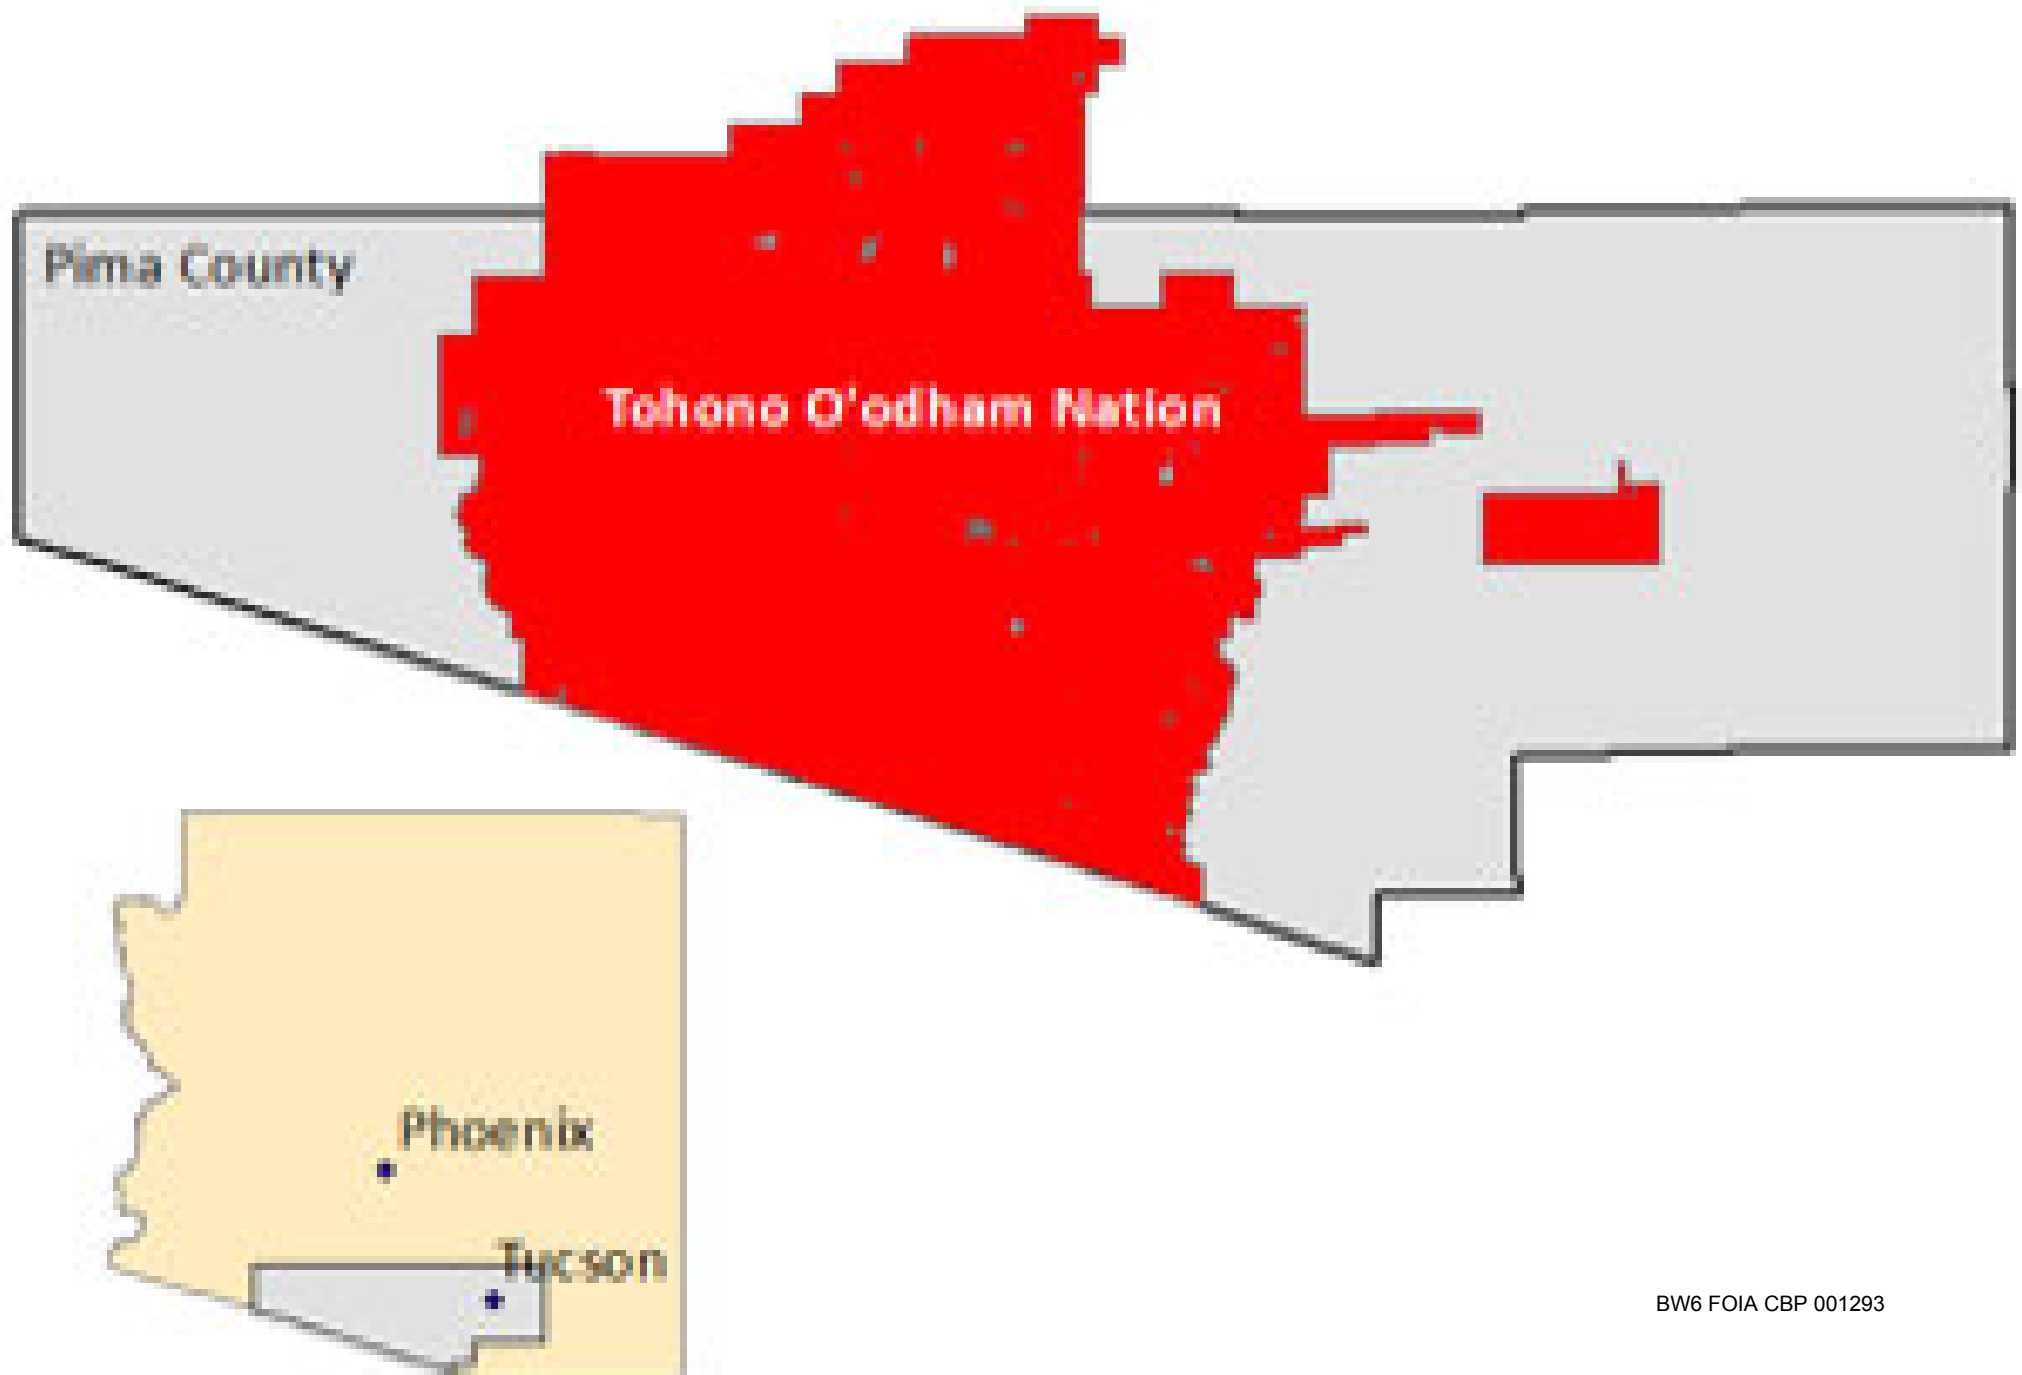 Pima County
Tohono O'odham Nation
Phoenix
Tucson
BW6 FOIA CBP 001293